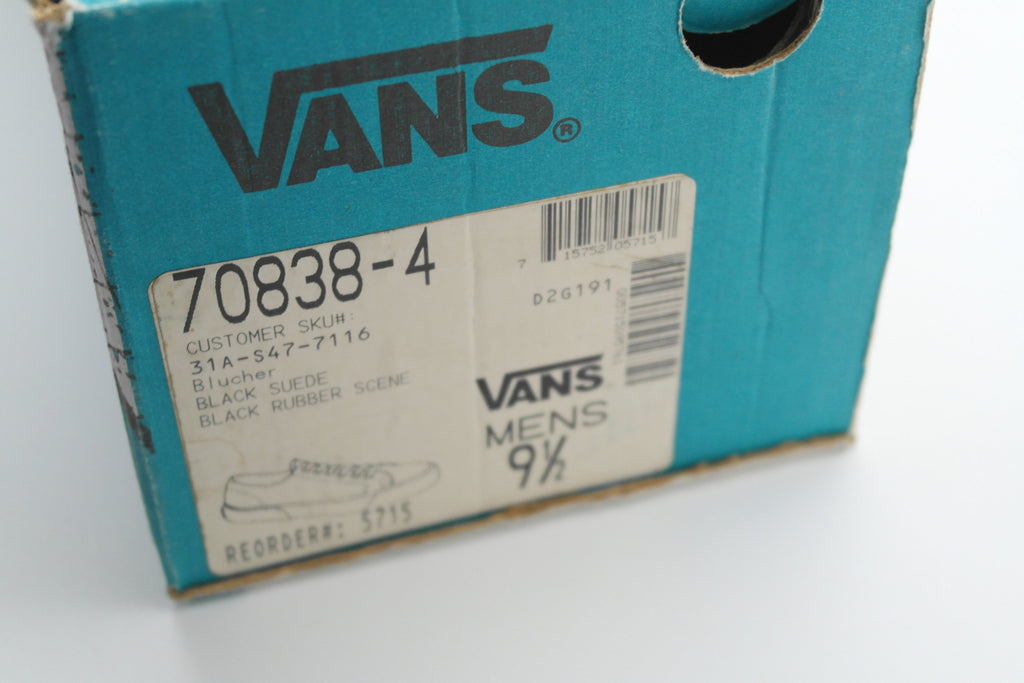 VANS®
70838-4
CUSTOMER SKU#:
31A-S47-7116
Blucher
BLACK SUEDE
BLACK RUBBER SCENE
REORDER#: 5715
7 15752 05715
D2G191
VANS
MENS
9½